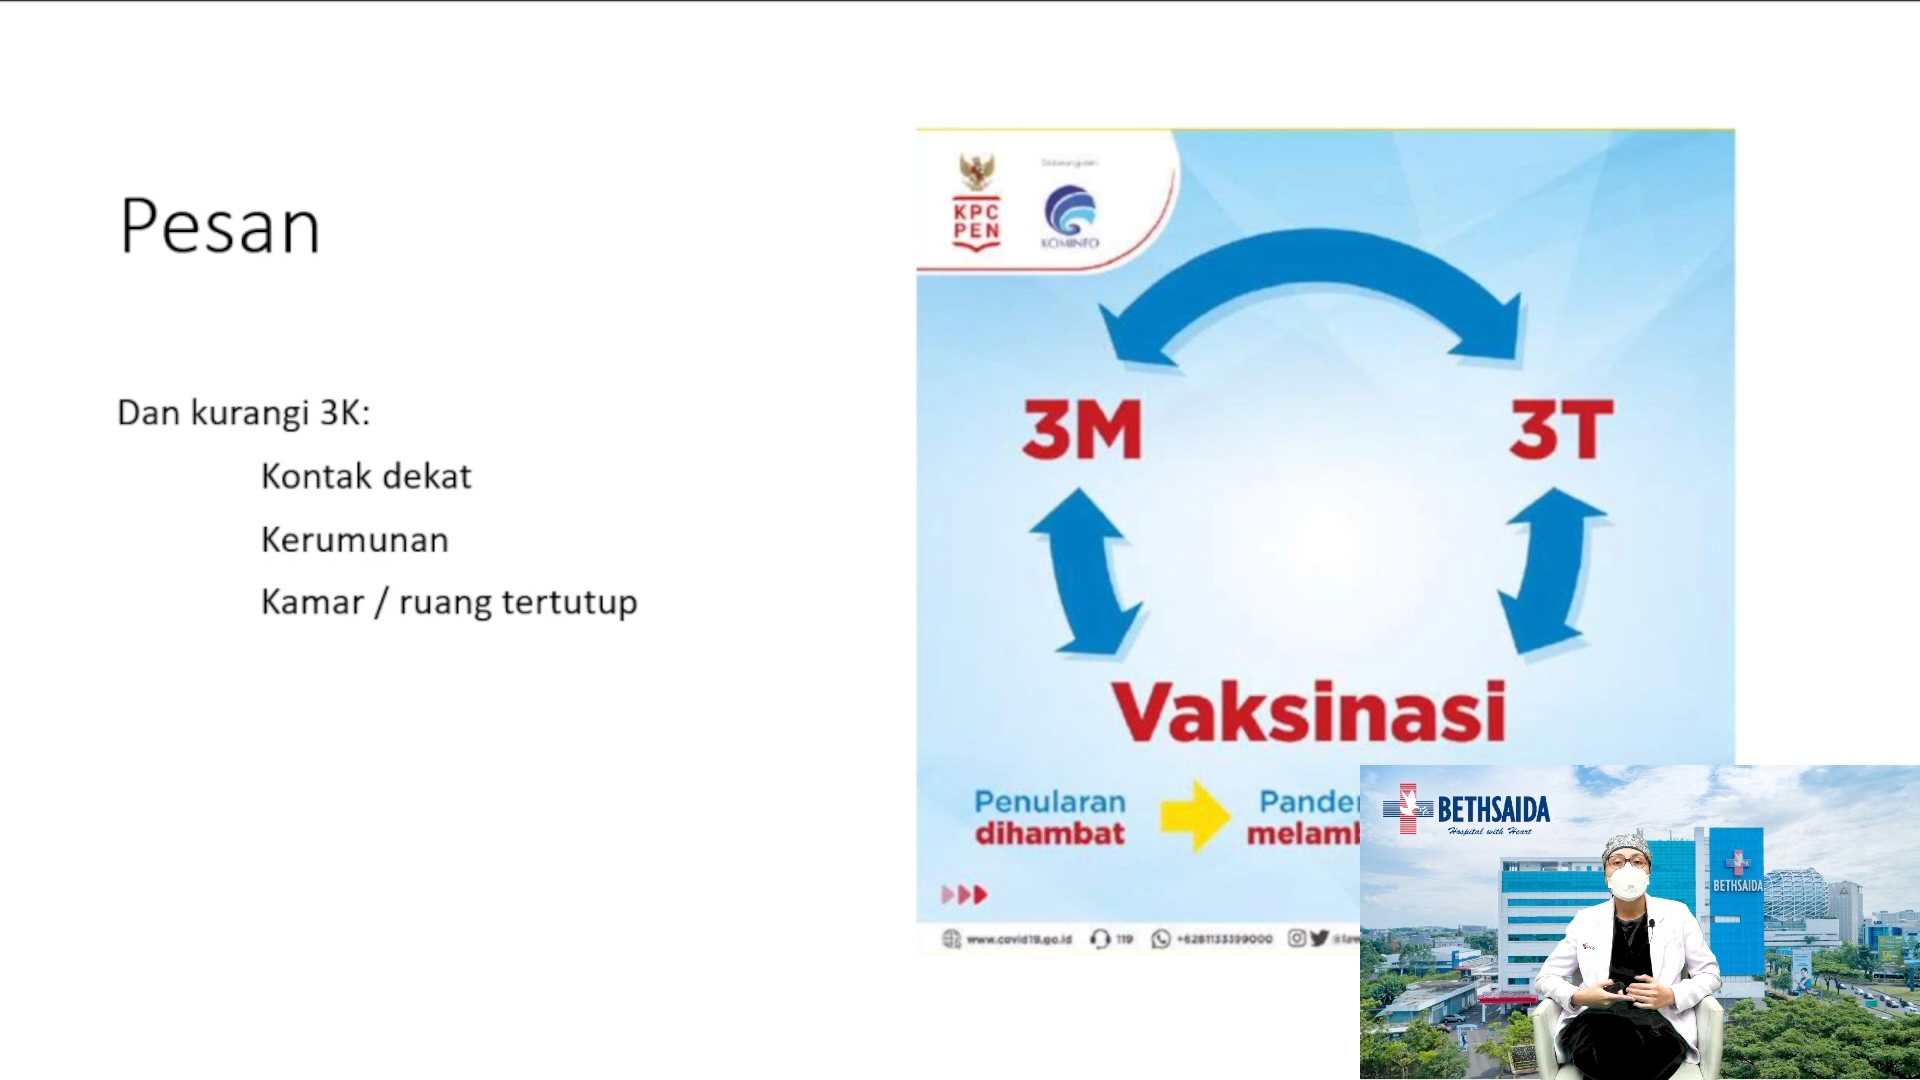 Pesan
Dan kurangi 3K:
Kontak dekat
Kerumunan
Kamar / ruang tertutup
KPC
PEN
KOMINFO
3M
3T
Vaksinasi
Penularan
dihambat
www.covid19.go.id
119
+6281133399000
BETHSAIDA
Hospital with Heart
BETHSAIDA